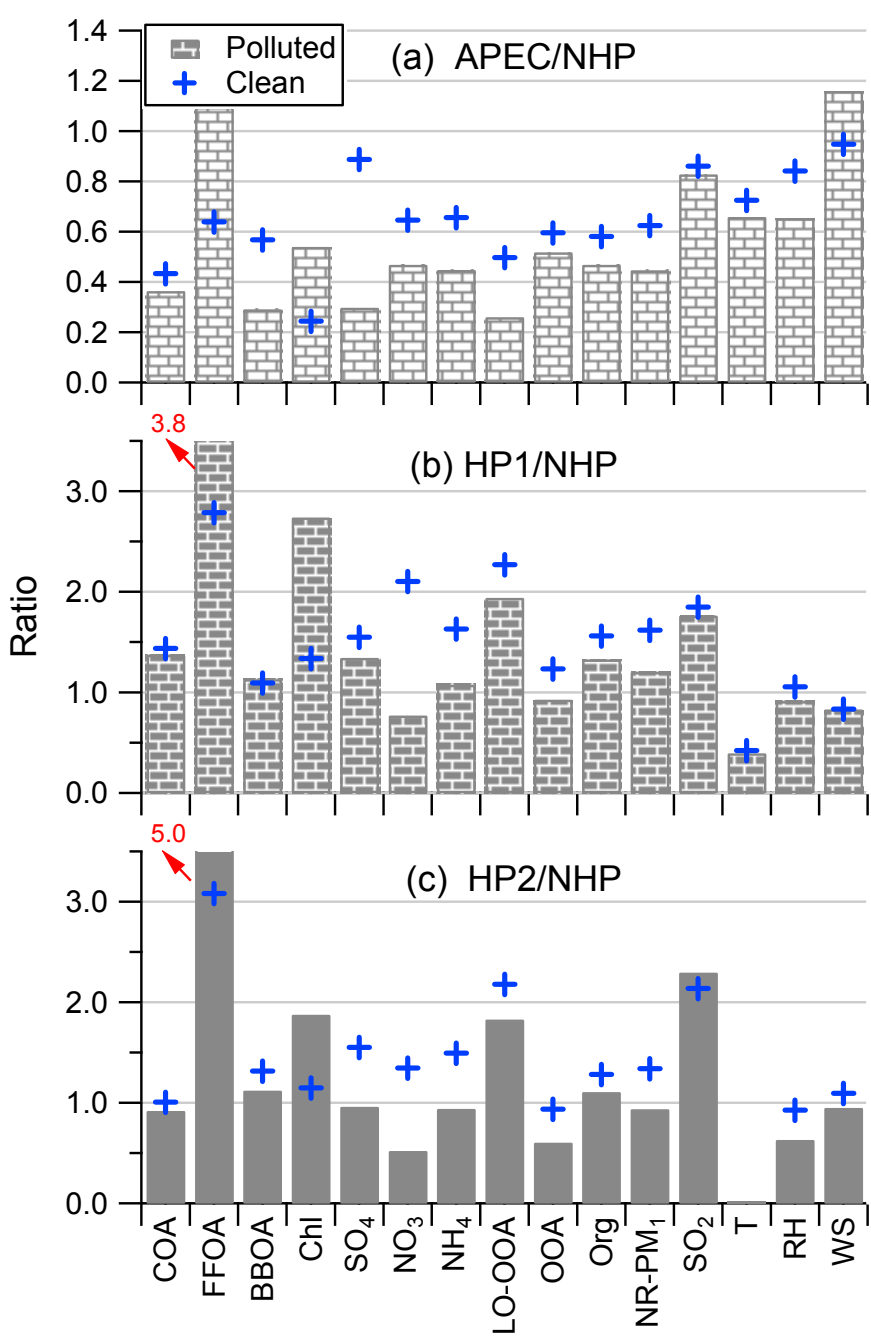 1.4
1.2
1.0
0.8
0.6
0.4
0.2
0.0
Polluted
Clean
(a) APEC/NHP
3.8
3.0
2.0
1.0
0.0
(b) HP1/NHP
Ratio
5.0
3.0
2.0
1.0
0.0
(c) HP2/NHP
COA
FFOA
BBOA
Chl
SO₄
NO₃
NH₄
LO-OOA
OOA
Org
NR-PM₁
SO₂
T
RH
WS